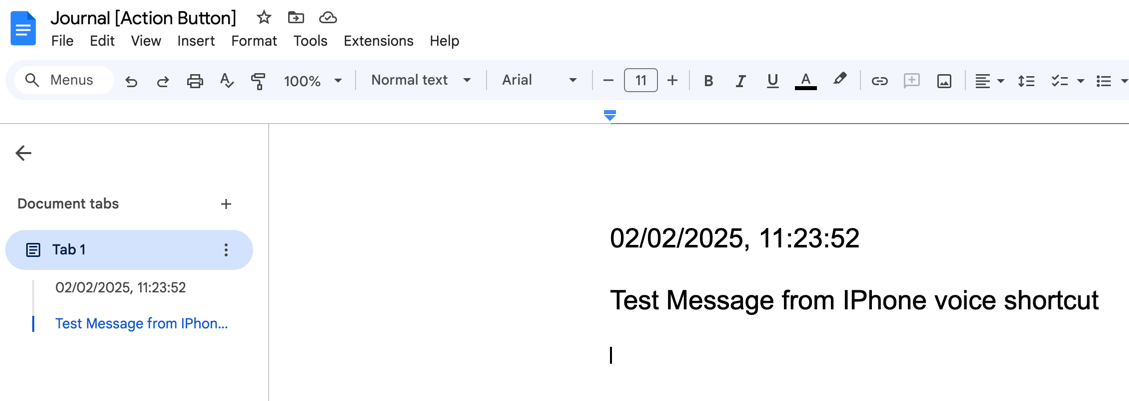 Journal [Action Button]
File Edit View Insert Format Tools Extensions Help
Menus 100% Normal text Arial 11 B I U A
Document tabs
Tab 1
02/02/2025, 11:23:52
Test Message from IPhon...
02/02/2025, 11:23:52
Test Message from IPhone voice shortcut